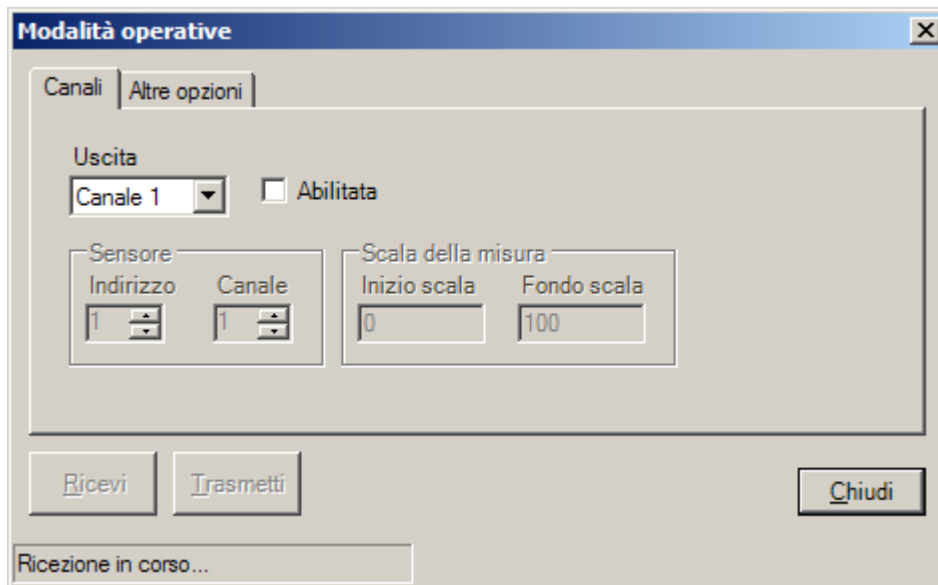 Modalità operative
Canali Altre opzioni
Uscita
Canale 1 Abilitata
Sensore Scala della misura
Indirizzo Canale Inizio scala Fondo scala
1 1 0 100
Ricevi Trasmetti Chiudi
Ricezione in corso...